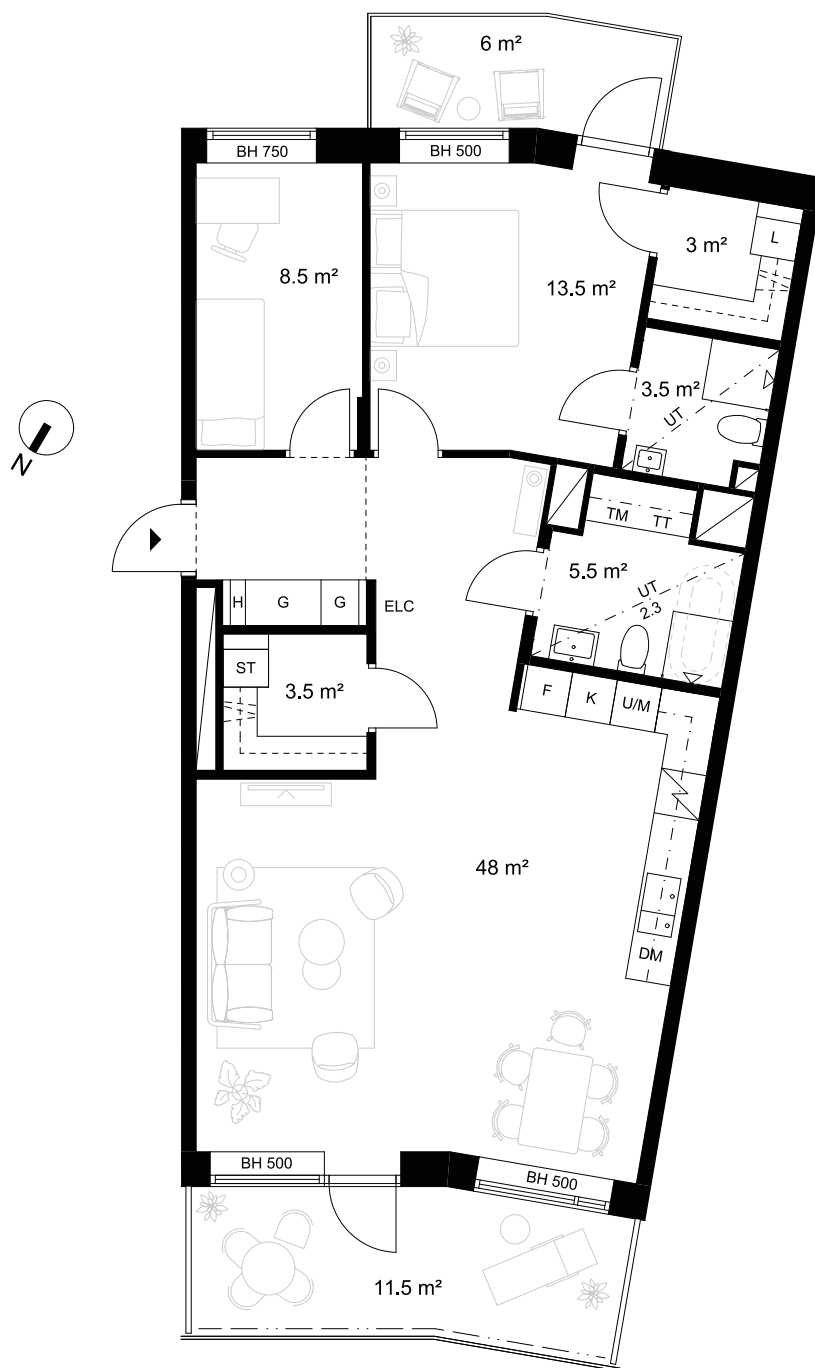 6 m²
BH 750
BH 500
3 m²
L
8.5 m²
13.5 m²
3.5 m²
UT
N
TM TT
5.5 m²
UT
2.3
H G G
ELC
ST
3.5 m²
F K U/M
48 m²
DM
BH 500
BH 500
11.5 m²